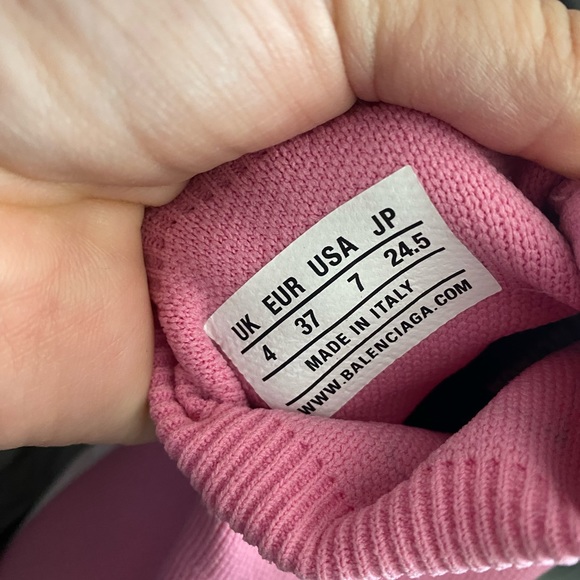 UK EUR USA JP
4 37 7 24.5
MADE IN ITALY
WWW.BALENCIAGA.COM